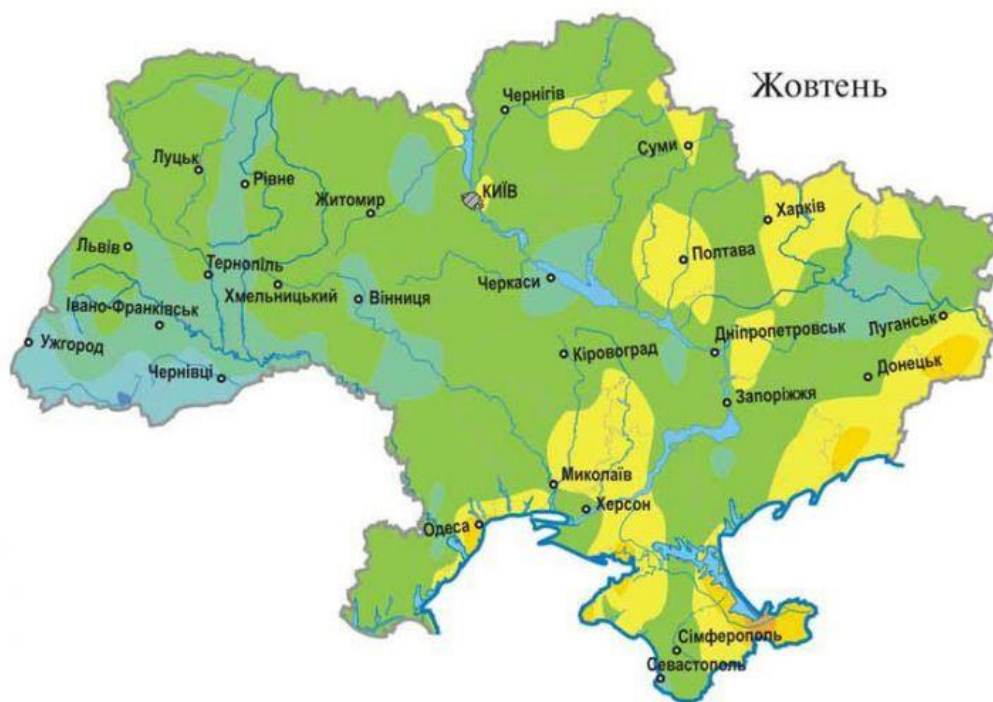 Жовтень
Чернігів
Суми
Луцьк
Рівне
Житомир
КИЇВ
Харків
Львів
Тернопіль
Полтава
Хмельницький
Вінниця
Черкаси
Івано-Франківськ
Луганськ
Ужгород
Дніпропетровськ
Кіровоград
Чернівці
Донецьк
Запоріжжя
Миколаїв
Херсон
Одеса
Сімферополь
Севастополь